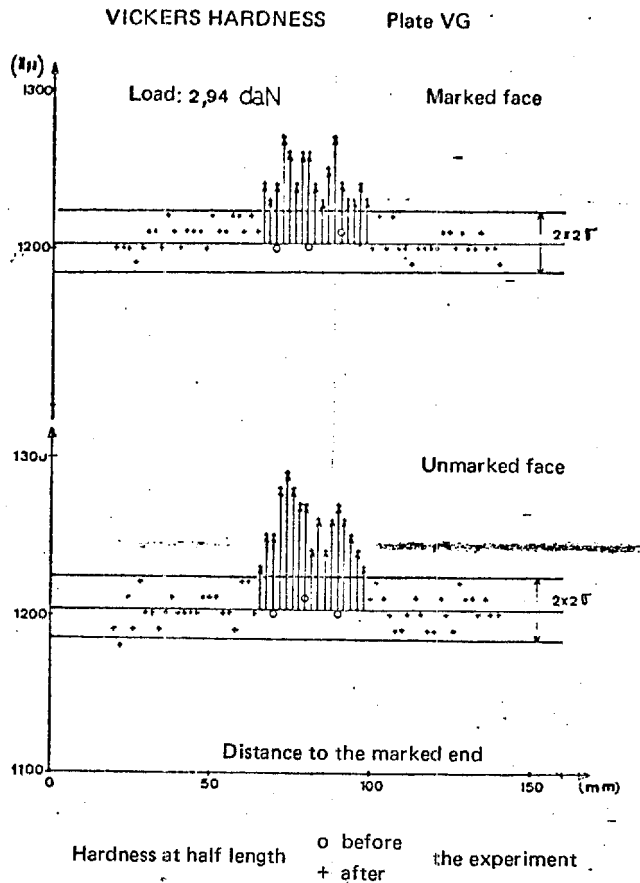 VICKERS HARDNESS Plate VG
1300
Load: 2,94 daN Marked face
1200
2x2σ
1300
Unmarked face
1200
2x2σ
Distance to the marked end
1100
0 50 100 150 (mm)
Hardness at half length o before + after the experiment